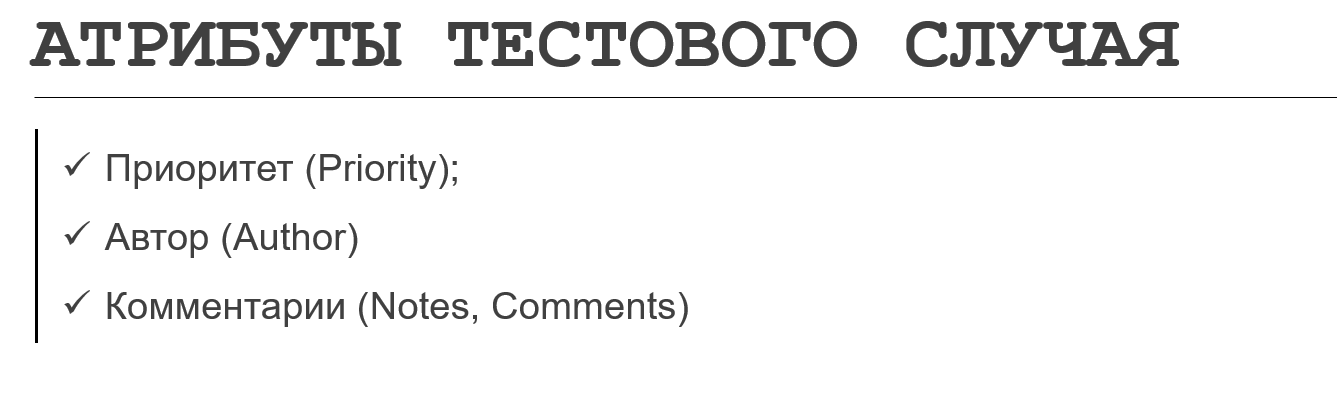 АТРИБУТЫ ТЕСТОВОГО СЛУЧАЯ
✓ Приоритет (Priority);
✓ Автор (Author)
✓ Комментарии (Notes, Comments)